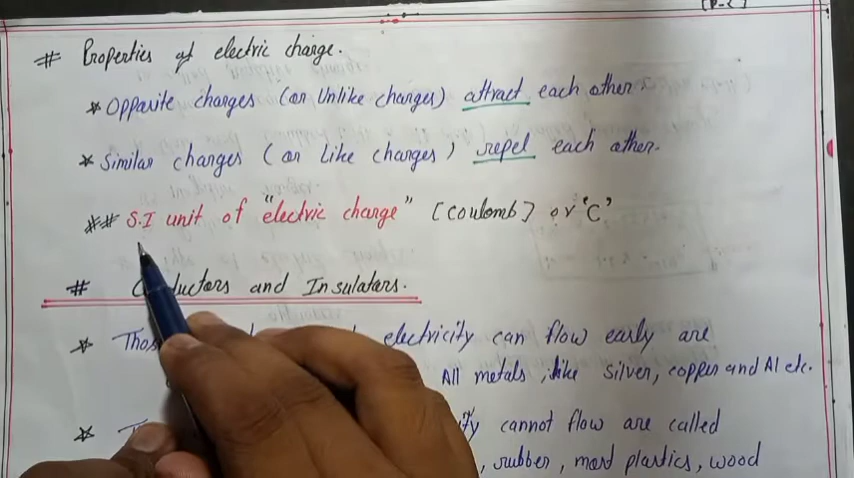 [P-2]
# Properties of electric charge.
* Opposite charges (or Unlike charges) attract each other
* Similar charges (or Like charges) repel each other.
## S.I unit of "electric charge" [coulomb] or 'C'
# Conductors and Insulators.
* electricity can flow early are
All metals, like silver, copper and Al etc.
* cannot flow are called
, rubber, most plastics, wood